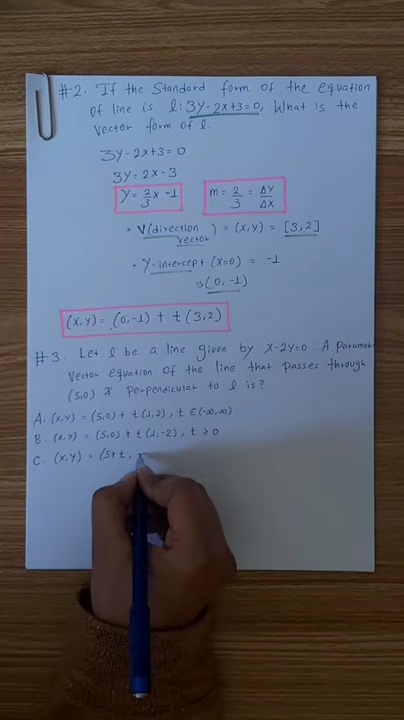 #2. If the Standard form of the equation
of line is l: 3y-2x+3=0, What is the
Vector form of l.
3y-2x+3=0
3y = 2x-3
y = 2/3 x -1 m = 2/3 = Δy/Δx
• V(direction vector) = (x,y) = [3,2]
• Y-intercept (x=0) = -1
⇒(0,-1)
(x,y) = (0,-1) + t(3,2)
#3. Let l be a line given by x-2y=0. A Paramet
Vector equation of the line that passes through
(5,0) & Perpendicular to l is?
A. (x,y) = (5,0) + t(1,2), t ∈ (-∞,∞)
B. (x,y) = (5,0) + t(1,-2), t ≥ 0
C. (x,y) = (5+t,